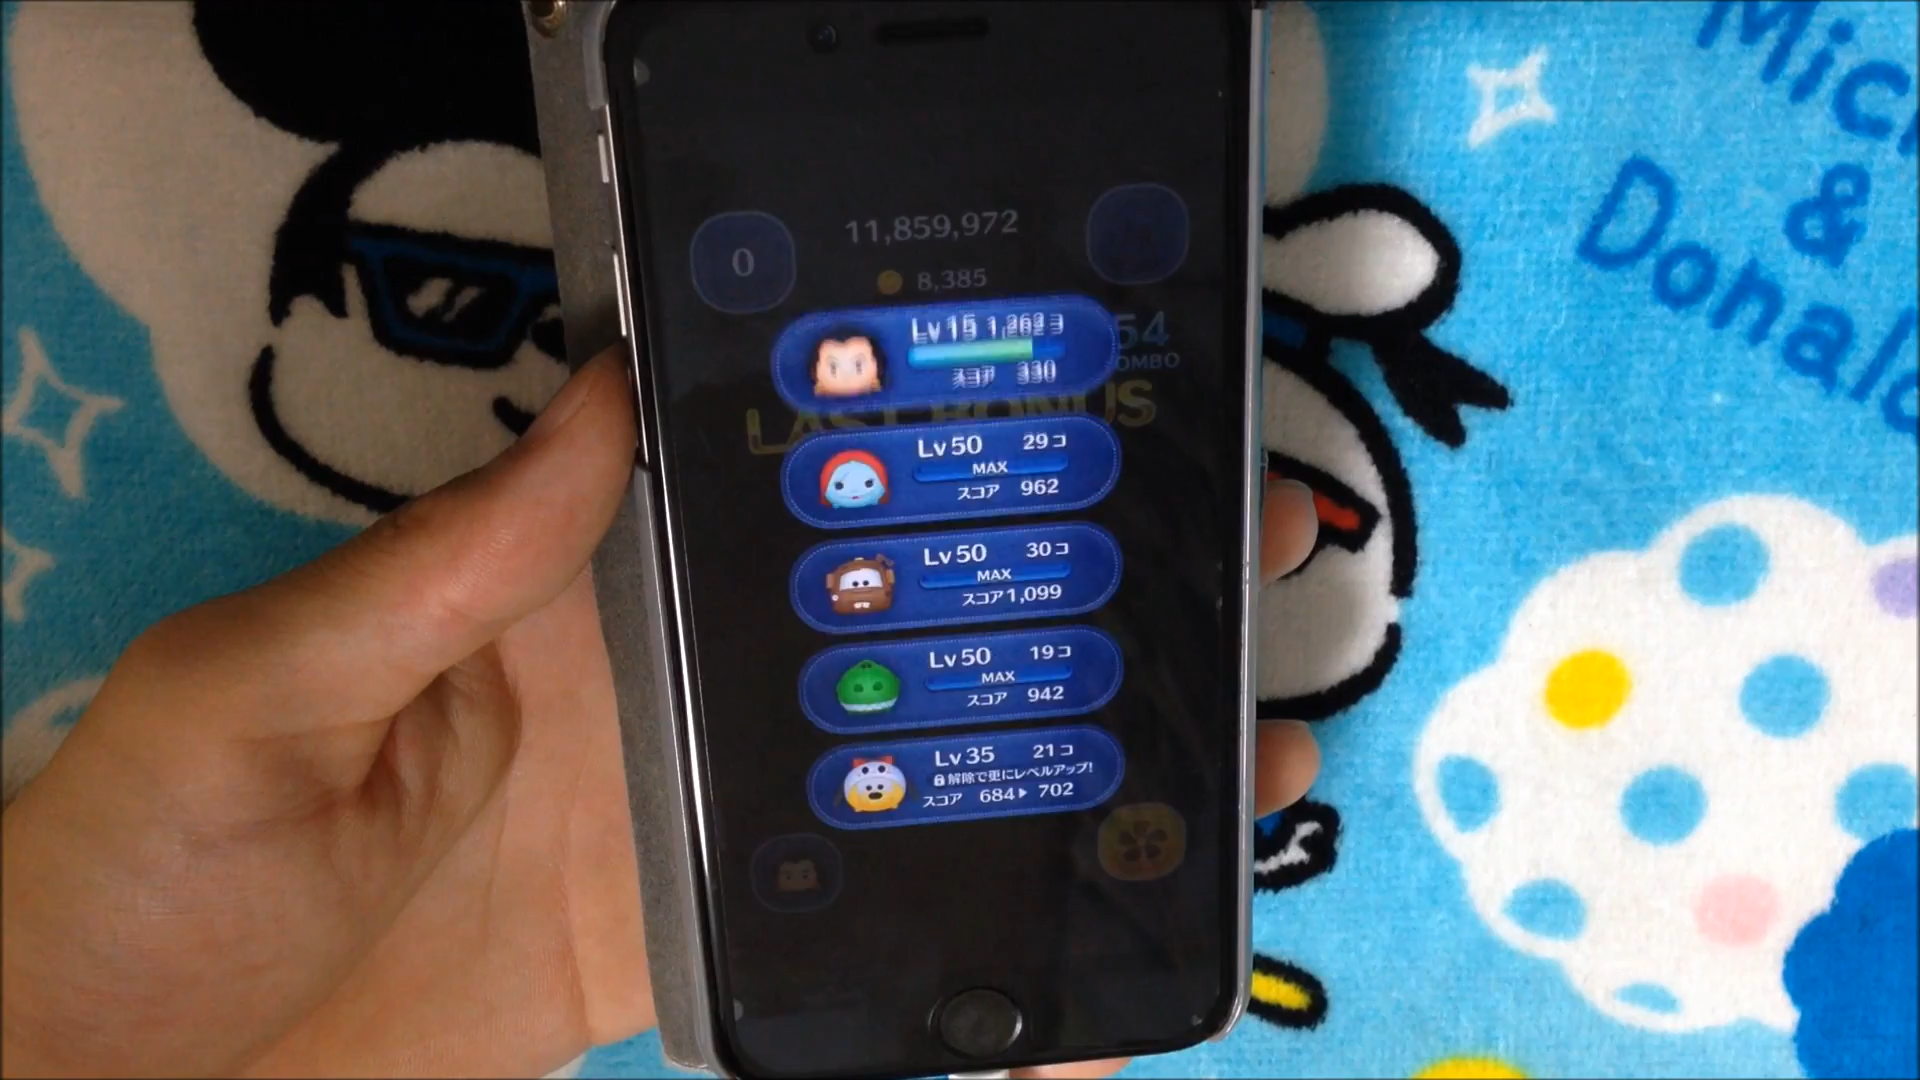 Mic
&
Donald
11,859,972
0
8,385
Lv15 1,262コ
スコア 330
54
COMBO
LAST BONUS
Lv50 29コ
MAX
スコア 962
Lv50 30コ
MAX
スコア1,099
Lv50 19コ
MAX
スコア 942
Lv35 21コ
解除で更にレベルアップ!
スコア 684▶ 702